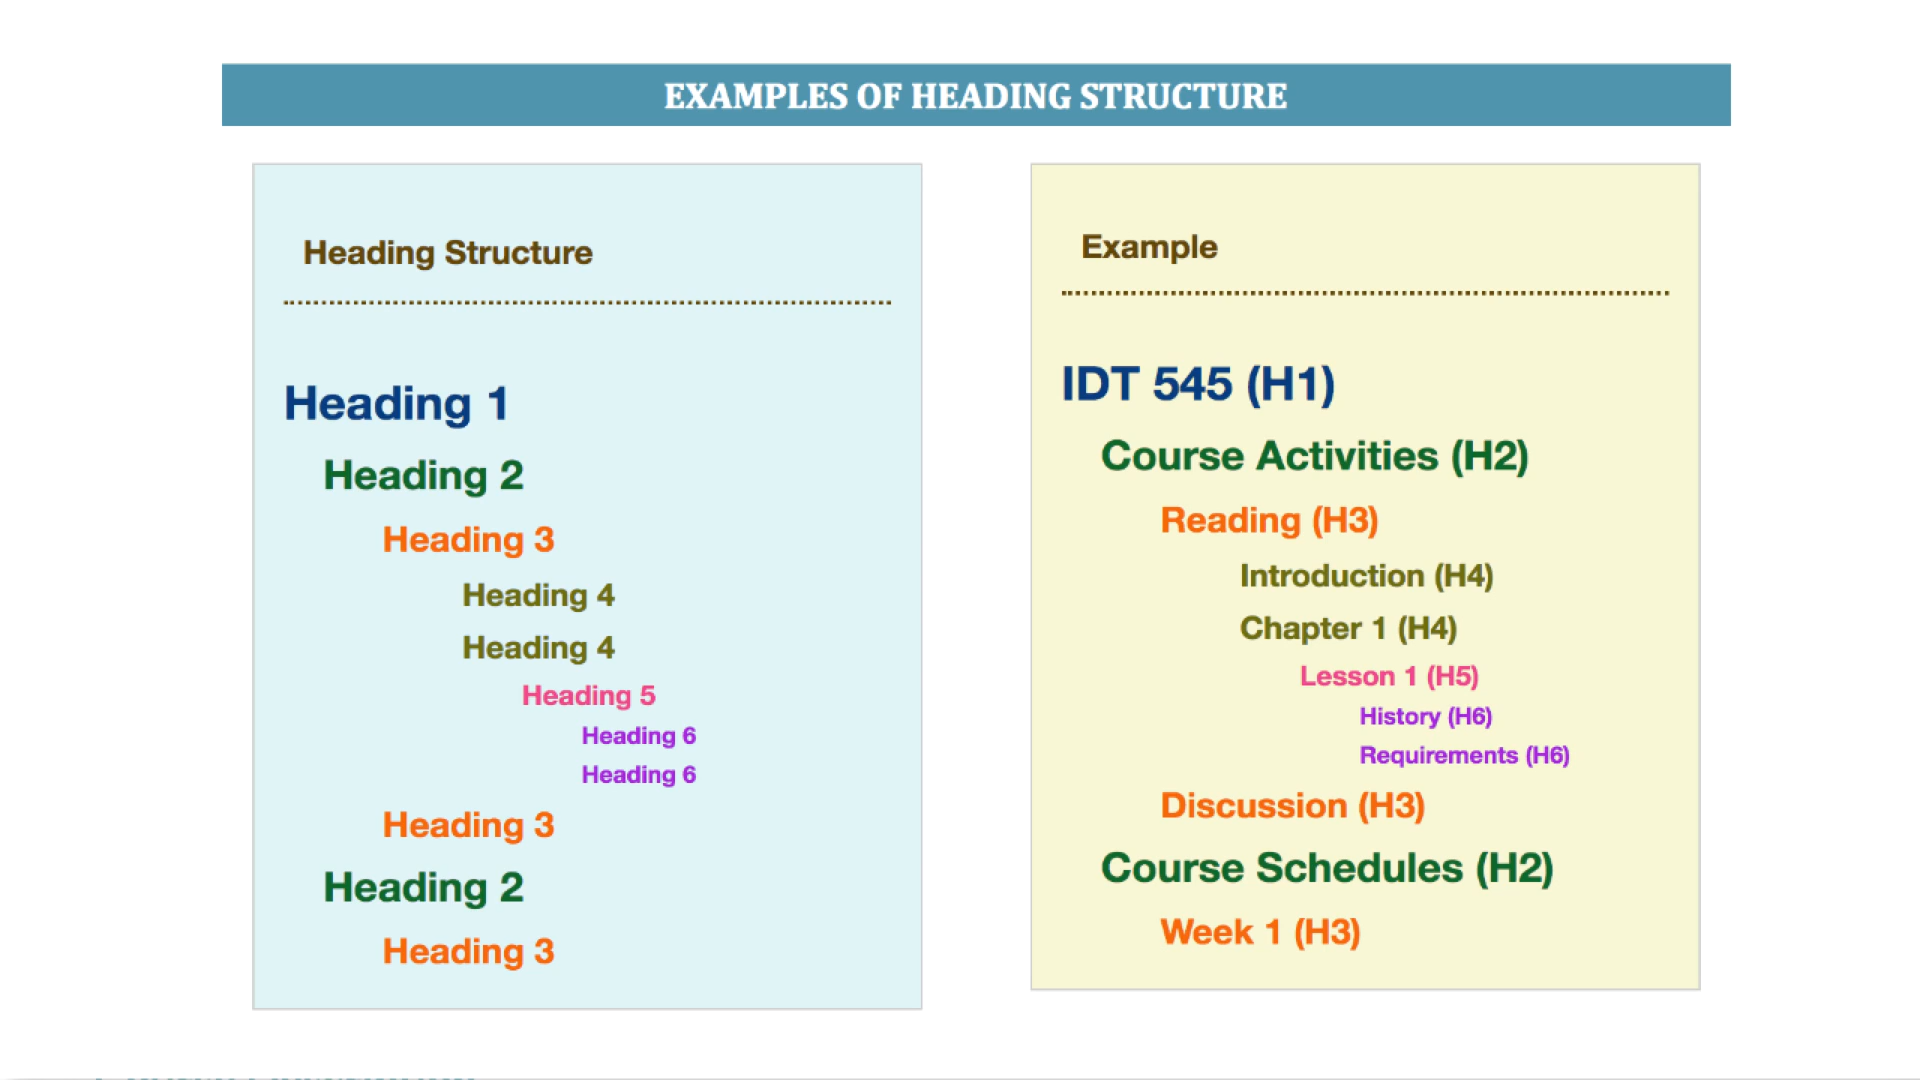 EXAMPLES OF HEADING STRUCTURE
Heading Structure
Heading 1
Heading 2
Heading 3
Heading 4
Heading 4
Heading 5
Heading 6
Heading 6
Heading 3
Heading 2
Heading 3
Example
IDT 545 (H1)
Course Activities (H2)
Reading (H3)
Introduction (H4)
Chapter 1 (H4)
Lesson 1 (H5)
History (H6)
Requirements (H6)
Discussion (H3)
Course Schedules (H2)
Week 1 (H3)